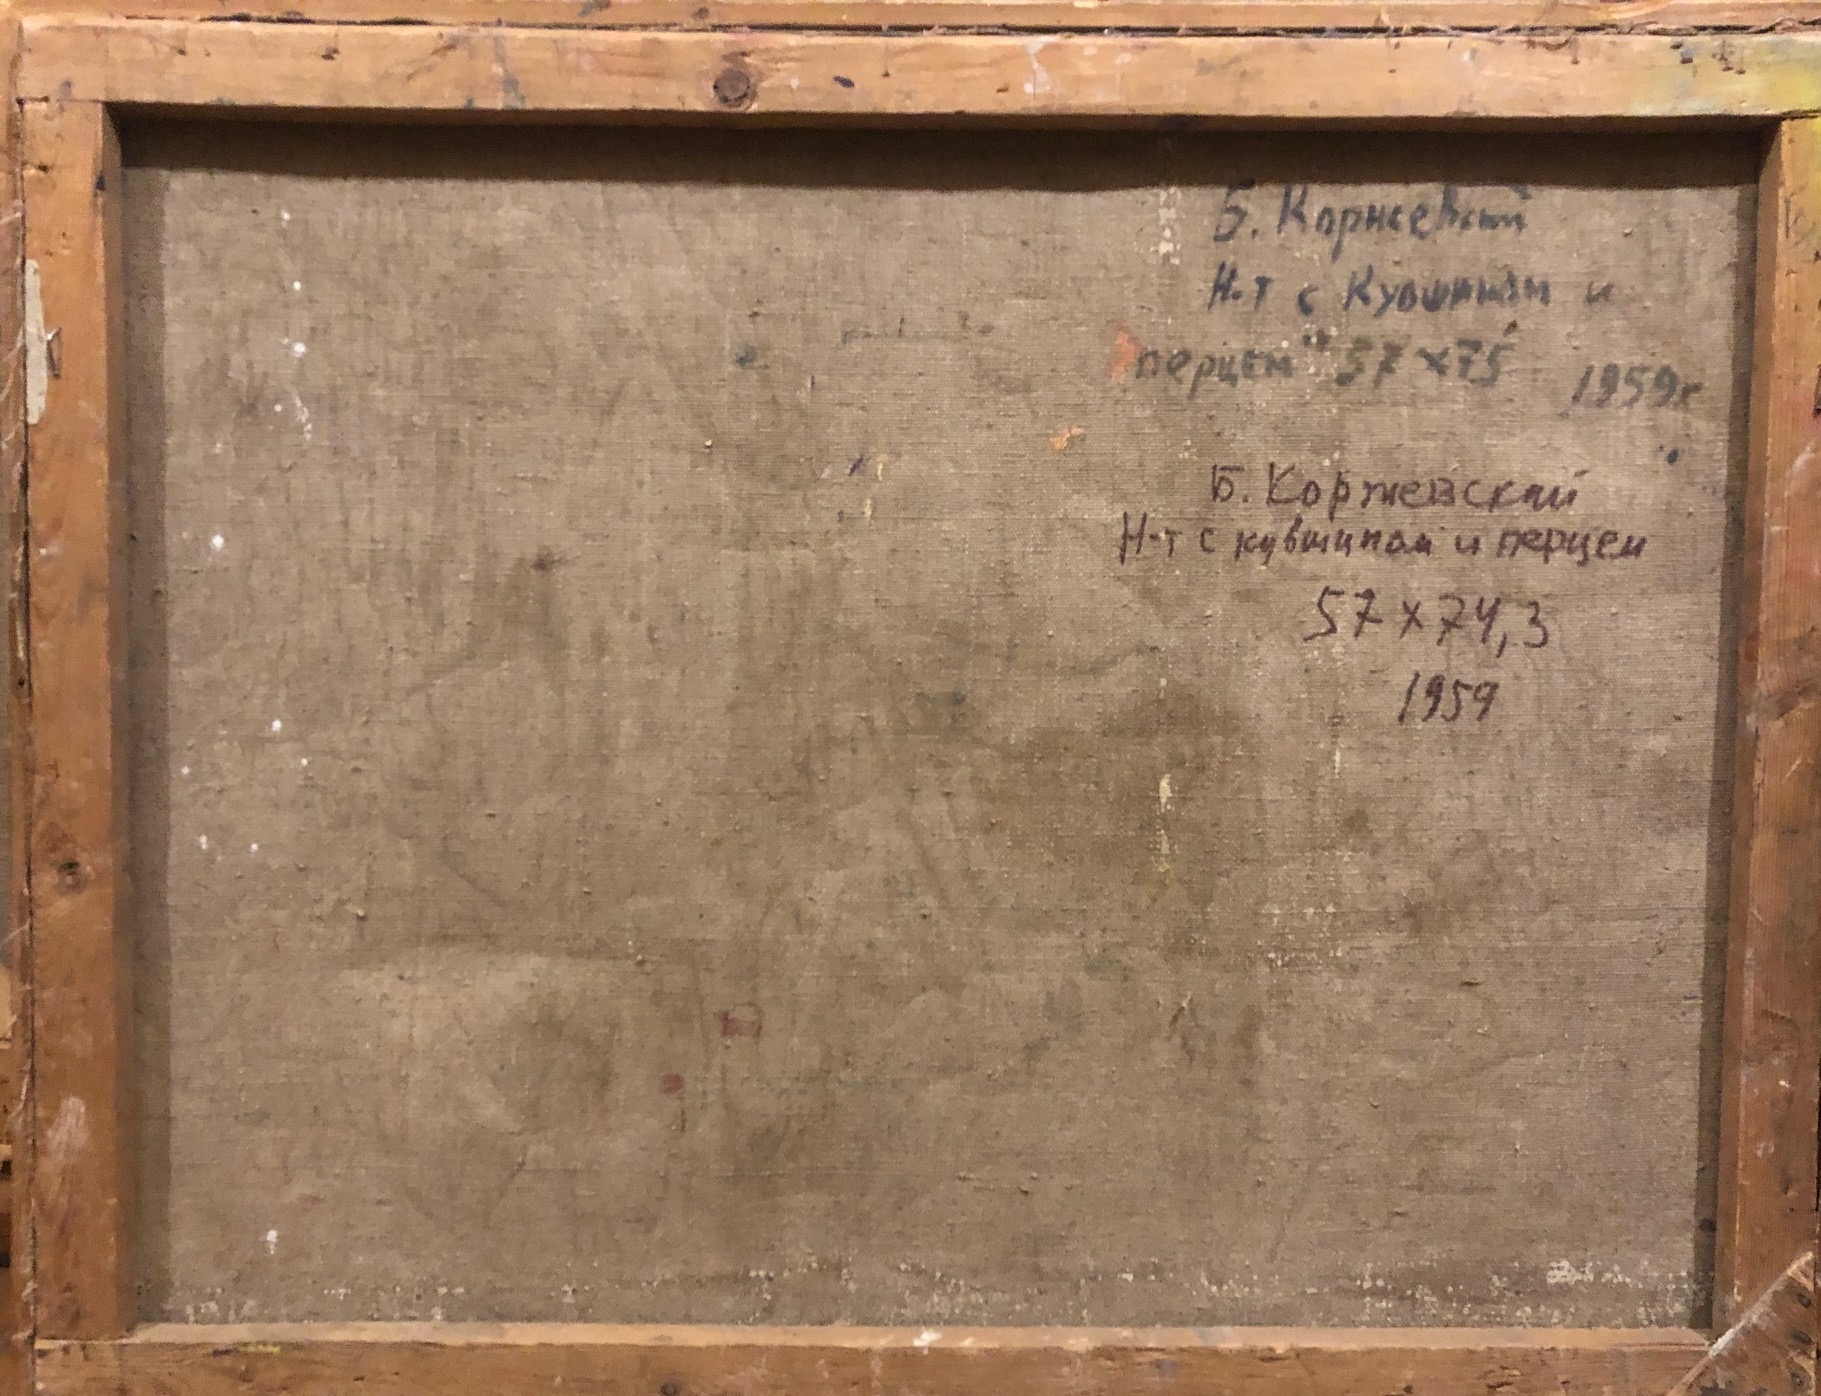 Б. Коржевский
Н-т с Кувшином и
перцем" 57 х 75 1959г
Б. Коржевский
Н-т с кувшином и перцем
57 х 74,3
1959